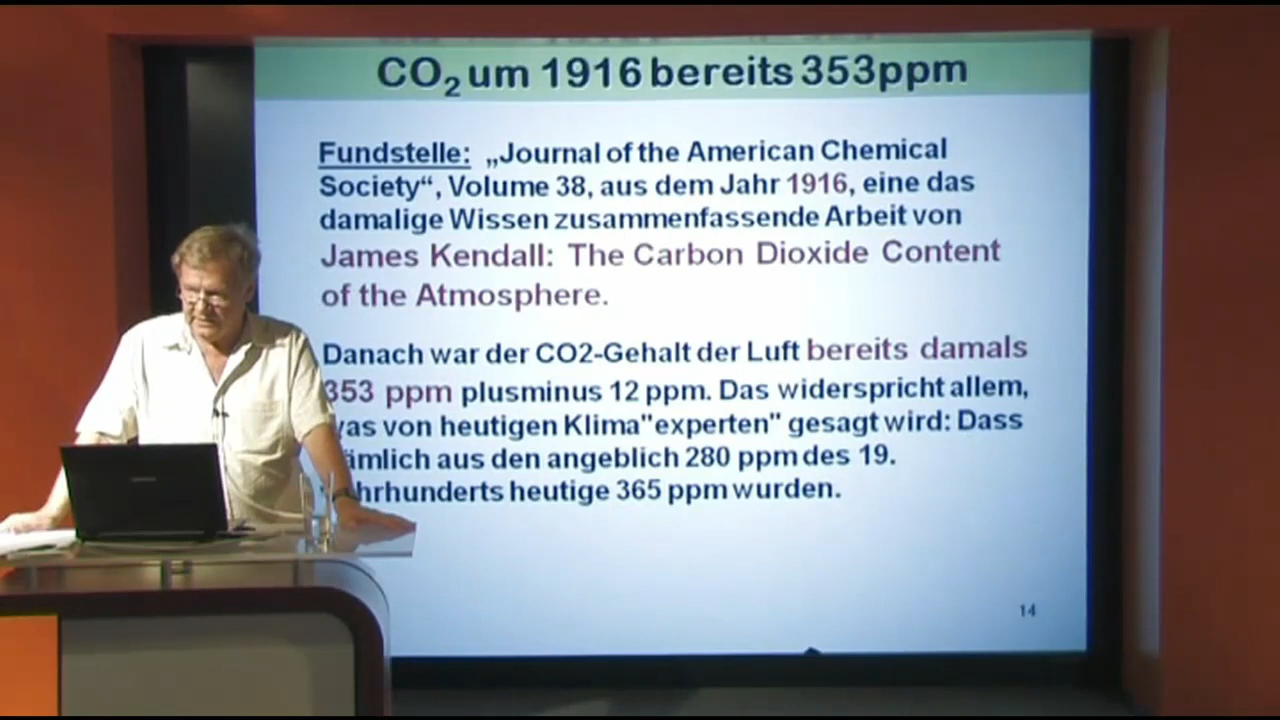 CO2 um 1916 bereits 353ppm
Fundstelle: „Journal of the American Chemical
Society“, Volume 38, aus dem Jahr 1916, eine das
damalige Wissen zusammenfassende Arbeit von
James Kendall: The Carbon Dioxide Content
of the Atmosphere.
Danach war der CO2-Gehalt der Luft bereits damals
353 ppm plusminus 12 ppm. Das widerspricht allem,
was von heutigen Klima"experten" gesagt wird: Dass
nämlich aus den angeblich 280 ppm des 19.
Jahrhunderts heutige 365 ppm wurden.
14